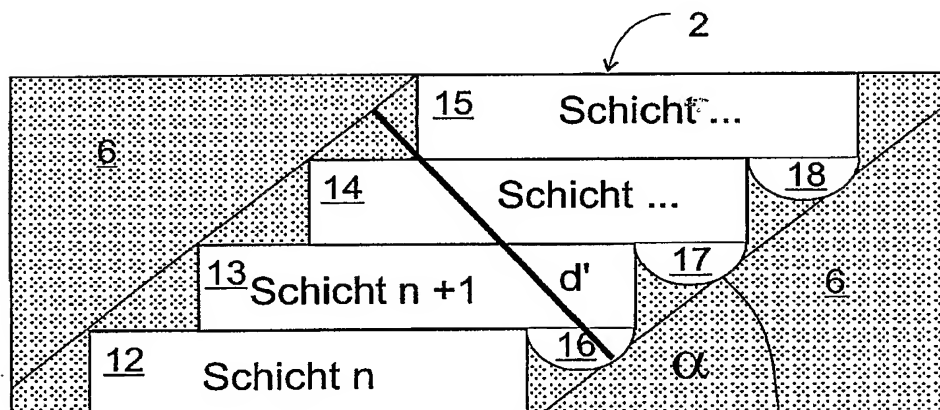 2
15 Schicht ...
6
14 Schicht ...
18
13 Schicht n +1
d'
17
6
16
12 Schicht n
α